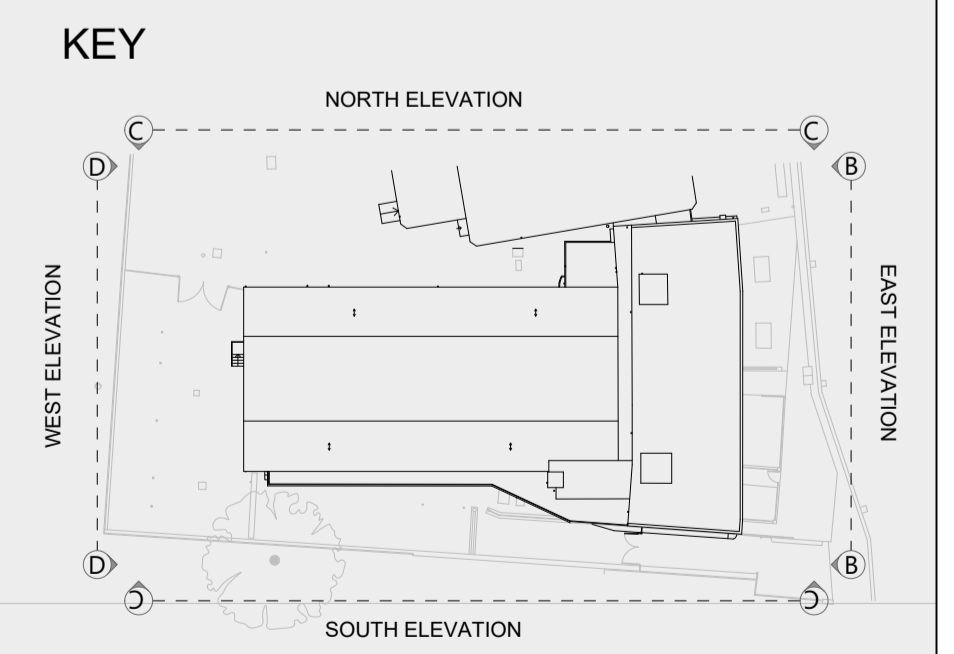 KEY
NORTH ELEVATION
C C
D B
WEST ELEVATION
EAST ELEVATION
D B
C C
SOUTH ELEVATION